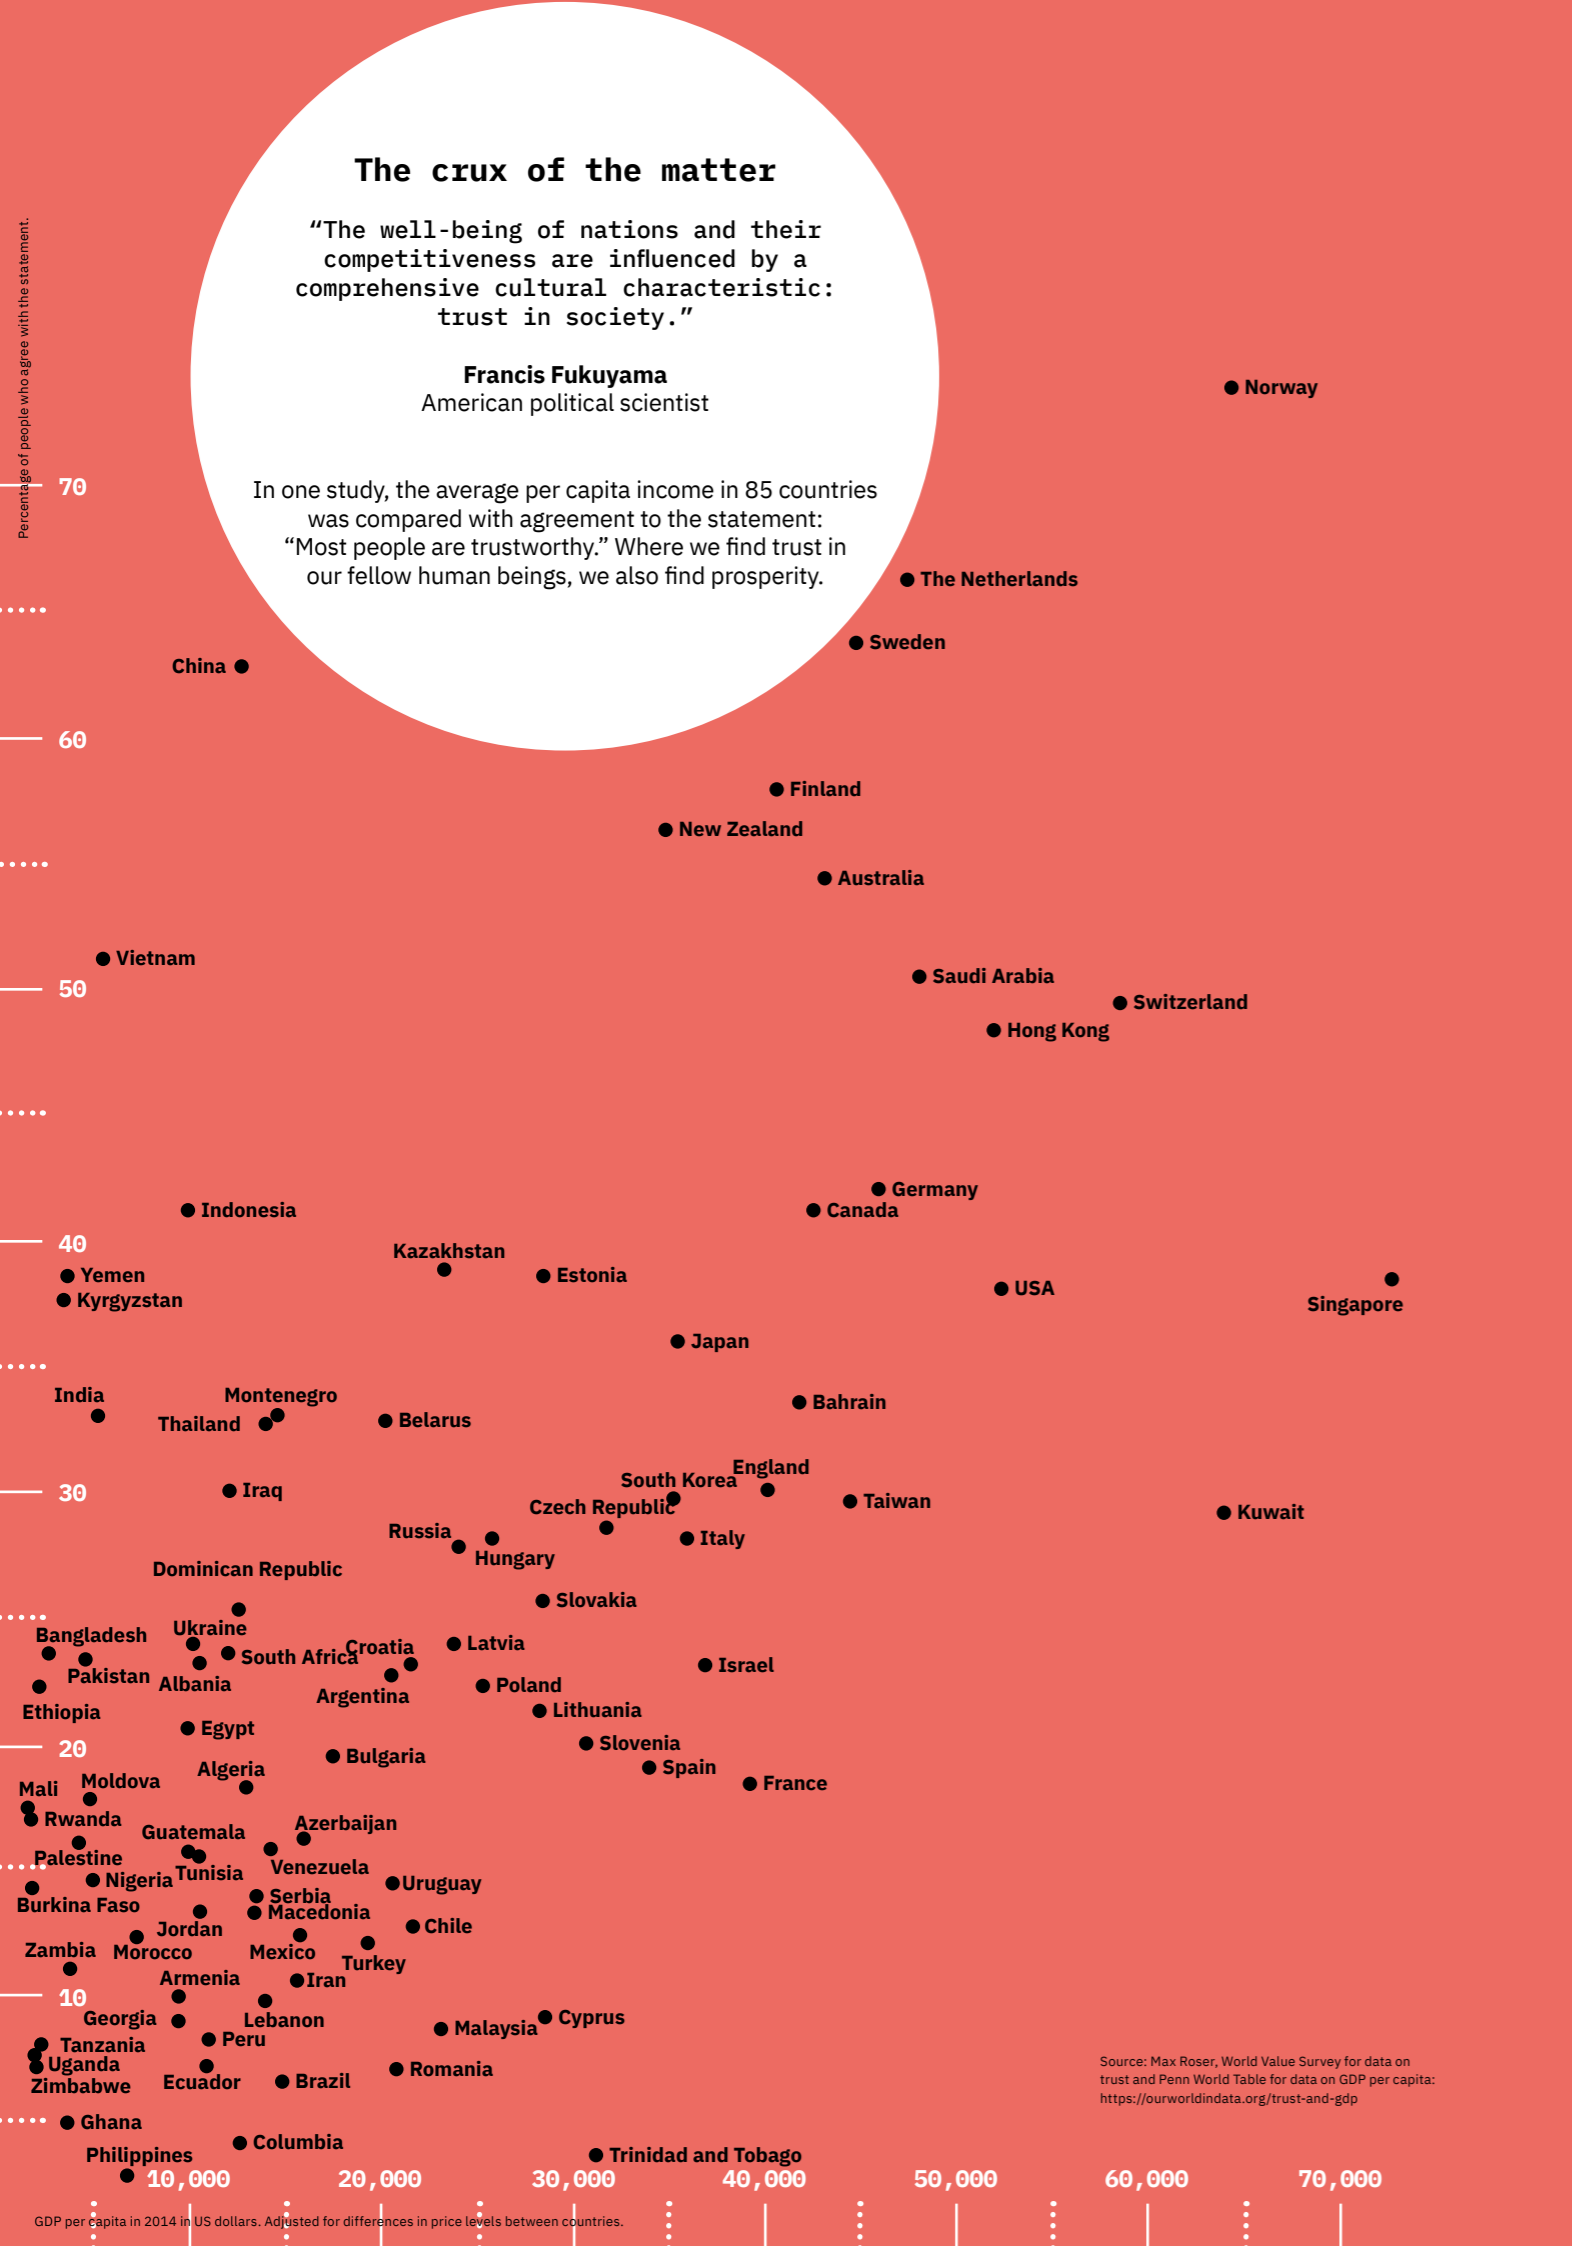 The crux of the matter
“The well-being of nations and their
competitiveness are influenced by a
comprehensive cultural characteristic:
trust in society.”
Francis Fukuyama
American political scientist
In one study, the average per capita income in 85 countries
was compared with agreement to the statement:
“Most people are trustworthy.” Where we find trust in
our fellow human beings, we also find prosperity.
Percentage of people who agree with the statement.
Norway
70
The Netherlands
Sweden
China
60
Finland
New Zealand
Australia
Vietnam
Saudi Arabia
50
Switzerland
Hong Kong
Germany
Indonesia
Canada
40
Kazakhstan
Yemen
Estonia
USA
Kyrgyzstan
Singapore
Japan
India
Montenegro
Bahrain
Thailand
Belarus
England
South Korea
30
Iraq
Taiwan
Czech Republic
Kuwait
Russia
Italy
Hungary
Dominican Republic
Slovakia
Ukraine
Bangladesh
Croatia
Latvia
South Africa
Israel
Pakistan
Albania
Poland
Argentina
Ethiopia
Lithuania
Egypt
Slovenia
20
Bulgaria
Algeria
Spain
Moldova
France
Mali
Rwanda
Azerbaijan
Guatemala
Palestine
Venezuela
Tunisia
Nigeria
Uruguay
Serbia
Burkina Faso
Macedonia
Jordan
Chile
Zambia
Morocco
Mexico
Turkey
Armenia
Iran
10
Georgia
Lebanon
Cyprus
Malaysia
Peru
Tanzania
Uganda
Romania
Zimbabwe
Ecuador
Brazil
Ghana
Columbia
Philippines
Trinidad and Tobago
10,000
20,000
30,000
40,000
50,000
60,000
70,000
GDP per capita in 2014 in US dollars. Adjusted for differences in price levels between countries.
Source: Max Roser, World Value Survey for data on
trust and Penn World Table for data on GDP per capita:
https://ourworldindata.org/trust-and-gdp